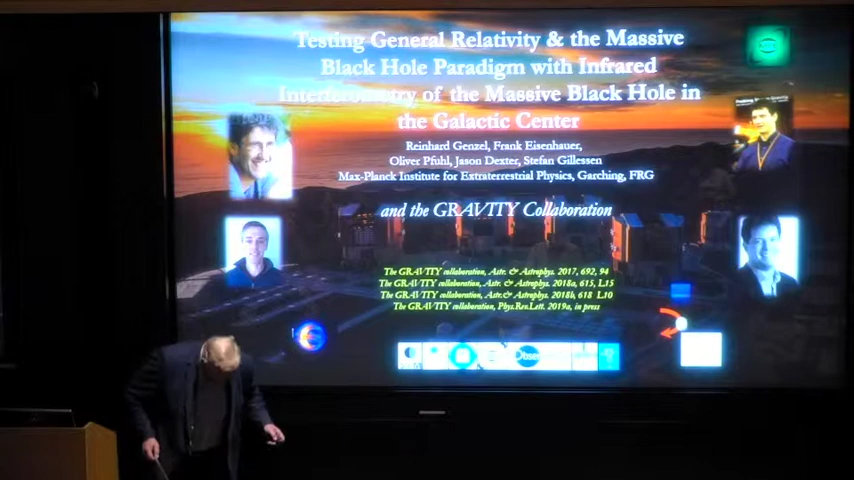 Testing General Relativity & the Massive
Black Hole Paradigm with Infrared
Interferometry of the Massive Black Hole in
the Galactic Center
Reinhard Genzel, Frank Eisenhauer,
Oliver Pfuhl, Jason Dexter, Stefan Gillessen
Max-Planck Institute for Extraterrestrial Physics, Garching, FRG
and the GRAVITY Collaboration
The GRAVITY collaboration, Astr. & Astrophys. 2017, 692, 94
The GRAVITY collaboration, Astr. & Astrophys. 2018a, 615, L15
The GRAVITY collaboration, Astr. & Astrophys. 2018b, 618 L10
The GRAVITY collaboration, Phys.Rev.Lett. 2019a, in press